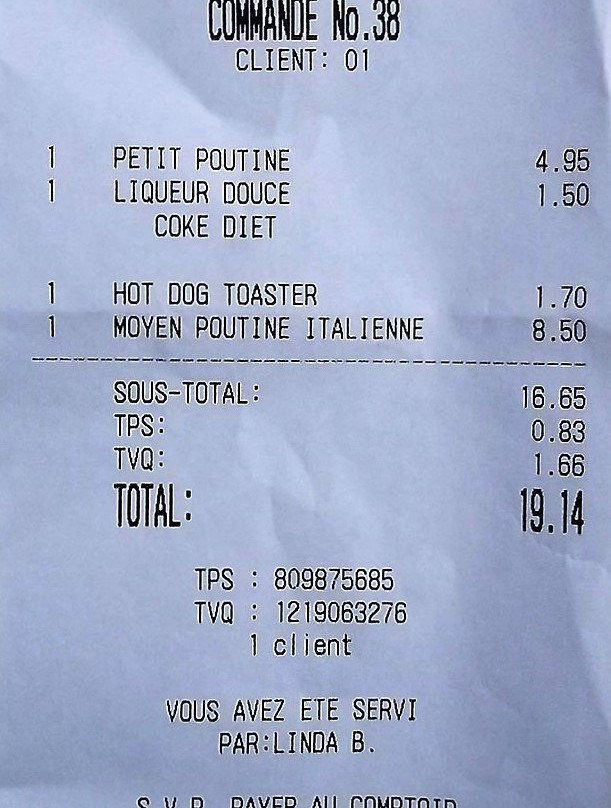 COMMANDE No.38
CLIENT: 01
1 PETIT POUTINE 4.95
1 LIQUEUR DOUCE 1.50
COKE DIET
1 HOT DOG TOASTER 1.70
1 MOYEN POUTINE ITALIENNE 8.50
SOUS-TOTAL: 16.65
TPS: 0.83
TVQ: 1.66
TOTAL: 19.14
TPS : 809875685
TVQ : 1219063276
1 client
VOUS AVEZ ETE SERVI
PAR:LINDA B.
S.V.P. PAYER AU COMPTOIR